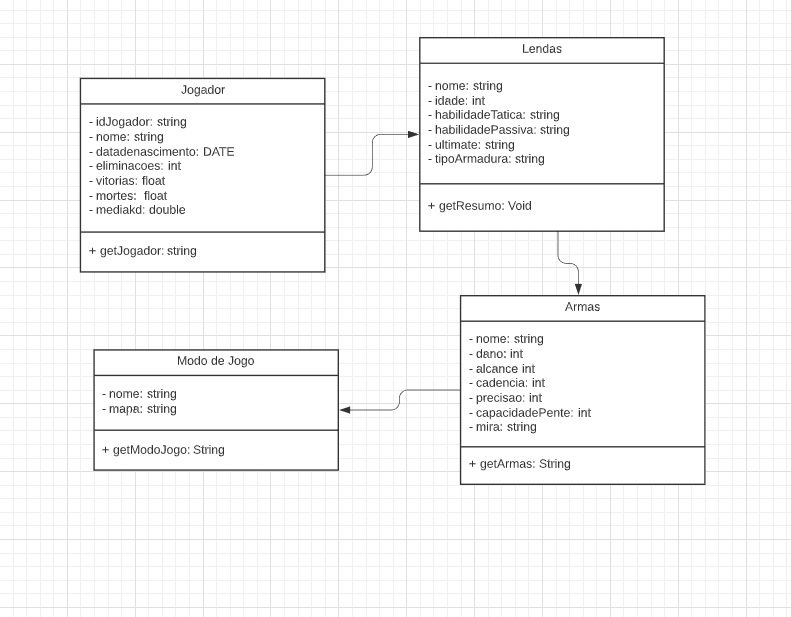 Jogador
- idJogador: string
- nome: string
- datadenascimento: DATE
- eliminacoes: int
- vitorias: float
- mortes:  float
- mediakd: double
+ getJogador: string
Lendas
- nome: string
- idade: int
- habilidadeTatica: string
- habilidadePassiva: string
- ultimate: string
- tipoArmadura: string
+ getResumo: Void
Armas
- nome: string
- dano: int
- alcance int
- cadencia: int
- precisao: int
- capacidadePente: int
- mira: string
+ getArmas: String
Modo de Jogo
- nome: string
- mapa: string
+ getModoJogo: String